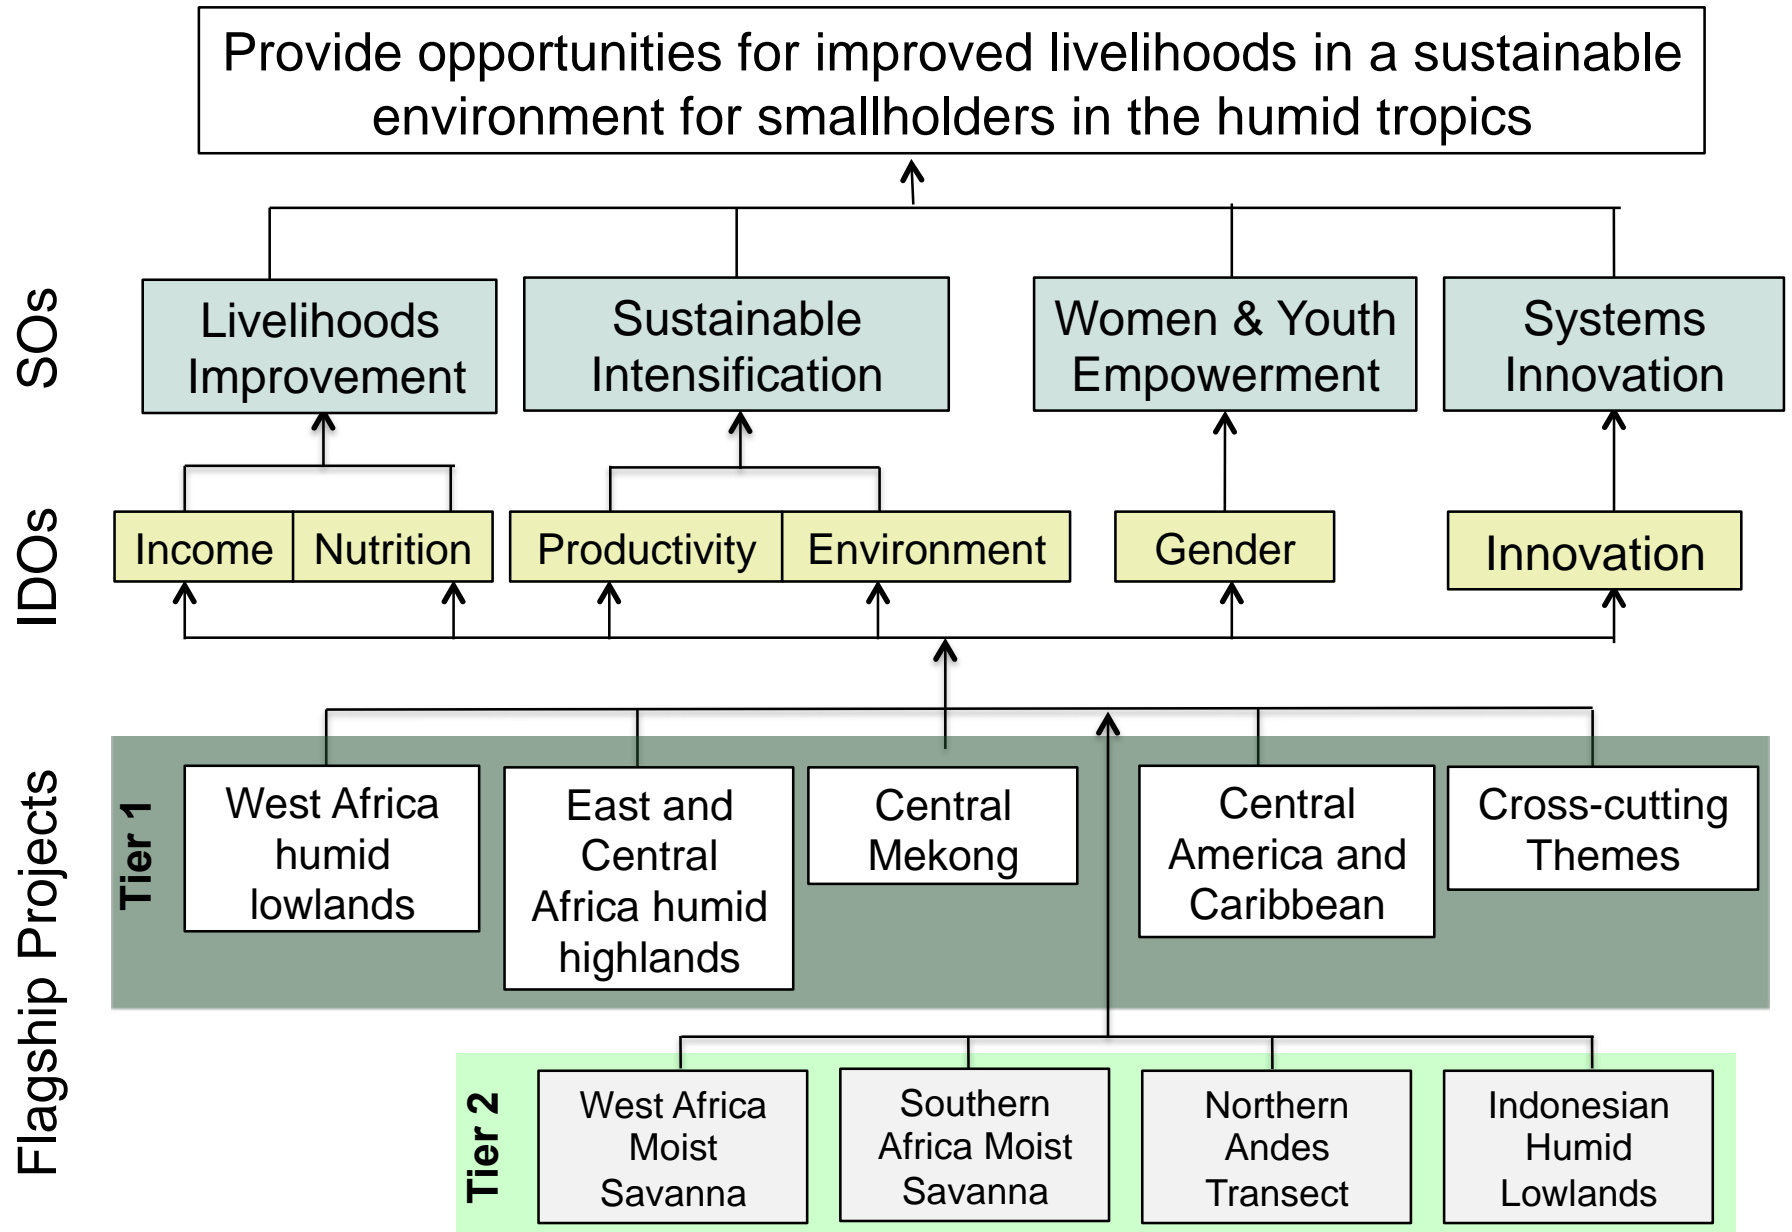 Provide opportunities for improved livelihoods in a sustainable
environment for smallholders in the humid tropics
SOs
Livelihoods
Improvement
Sustainable
Intensification
Women & Youth
Empowerment
Systems
Innovation
IDOs
Income
Nutrition
Productivity
Environment
Gender
Innovation
Flagship Projects
Tier 1
West Africa
humid
lowlands
East and
Central
Africa humid
highlands
Central
Mekong
Central
America and
Caribbean
Cross-cutting
Themes
Tier 2
West Africa
Moist
Savanna
Southern
Africa Moist
Savanna
Northern
Andes
Transect
Indonesian
Humid
Lowlands